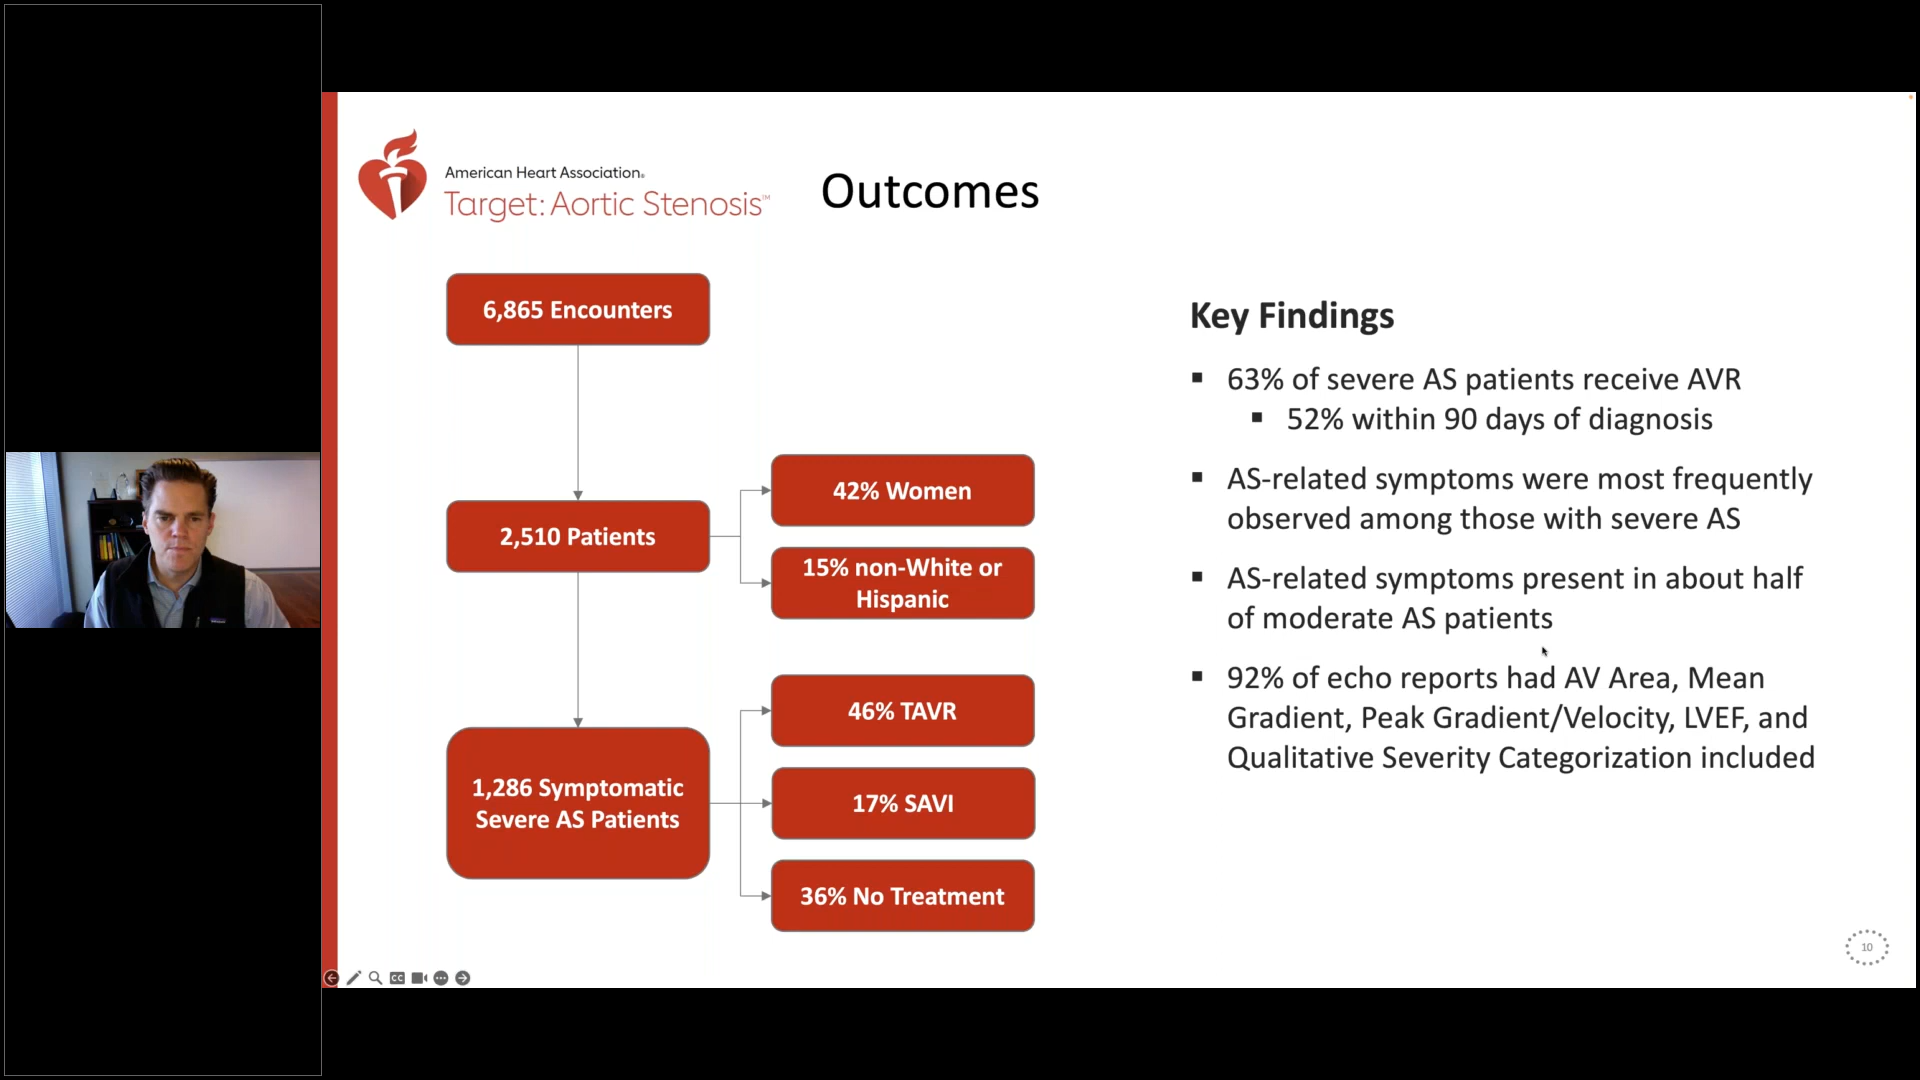 American Heart Association®
Target: Aortic Stenosis™
Outcomes
6,865 Encounters
2,510 Patients
42% Women
15% non-White or
Hispanic
1,286 Symptomatic
Severe AS Patients
46% TAVR
17% SAVI
36% No Treatment
Key Findings
▪ 63% of severe AS patients receive AVR
▪ 52% within 90 days of diagnosis
▪ AS-related symptoms were most frequently
observed among those with severe AS
▪ AS-related symptoms present in about half
of moderate AS patients
▪ 92% of echo reports had AV Area, Mean
Gradient, Peak Gradient/Velocity, LVEF, and
Qualitative Severity Categorization included
10
CC